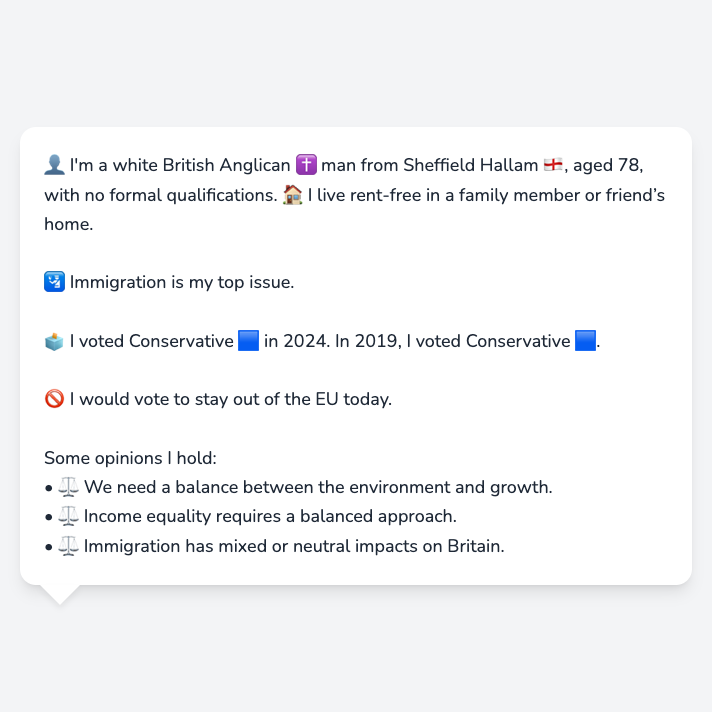 👤 I'm a white British Anglican ✝️ man from Sheffield Hallam 🏴󠁧󠁢󠁥󠁮󠁧󠁿, aged 78,
with no formal qualifications. 🏠 I live rent-free in a family member or friend’s
home.
🛂 Immigration is my top issue.
🗳️ I voted Conservative 🟦 in 2024. In 2019, I voted Conservative 🟦.
🚫 I would vote to stay out of the EU today.
Some opinions I hold:
• ⚖️ We need a balance between the environment and growth.
• ⚖️ Income equality requires a balanced approach.
• ⚖️ Immigration has mixed or neutral impacts on Britain.